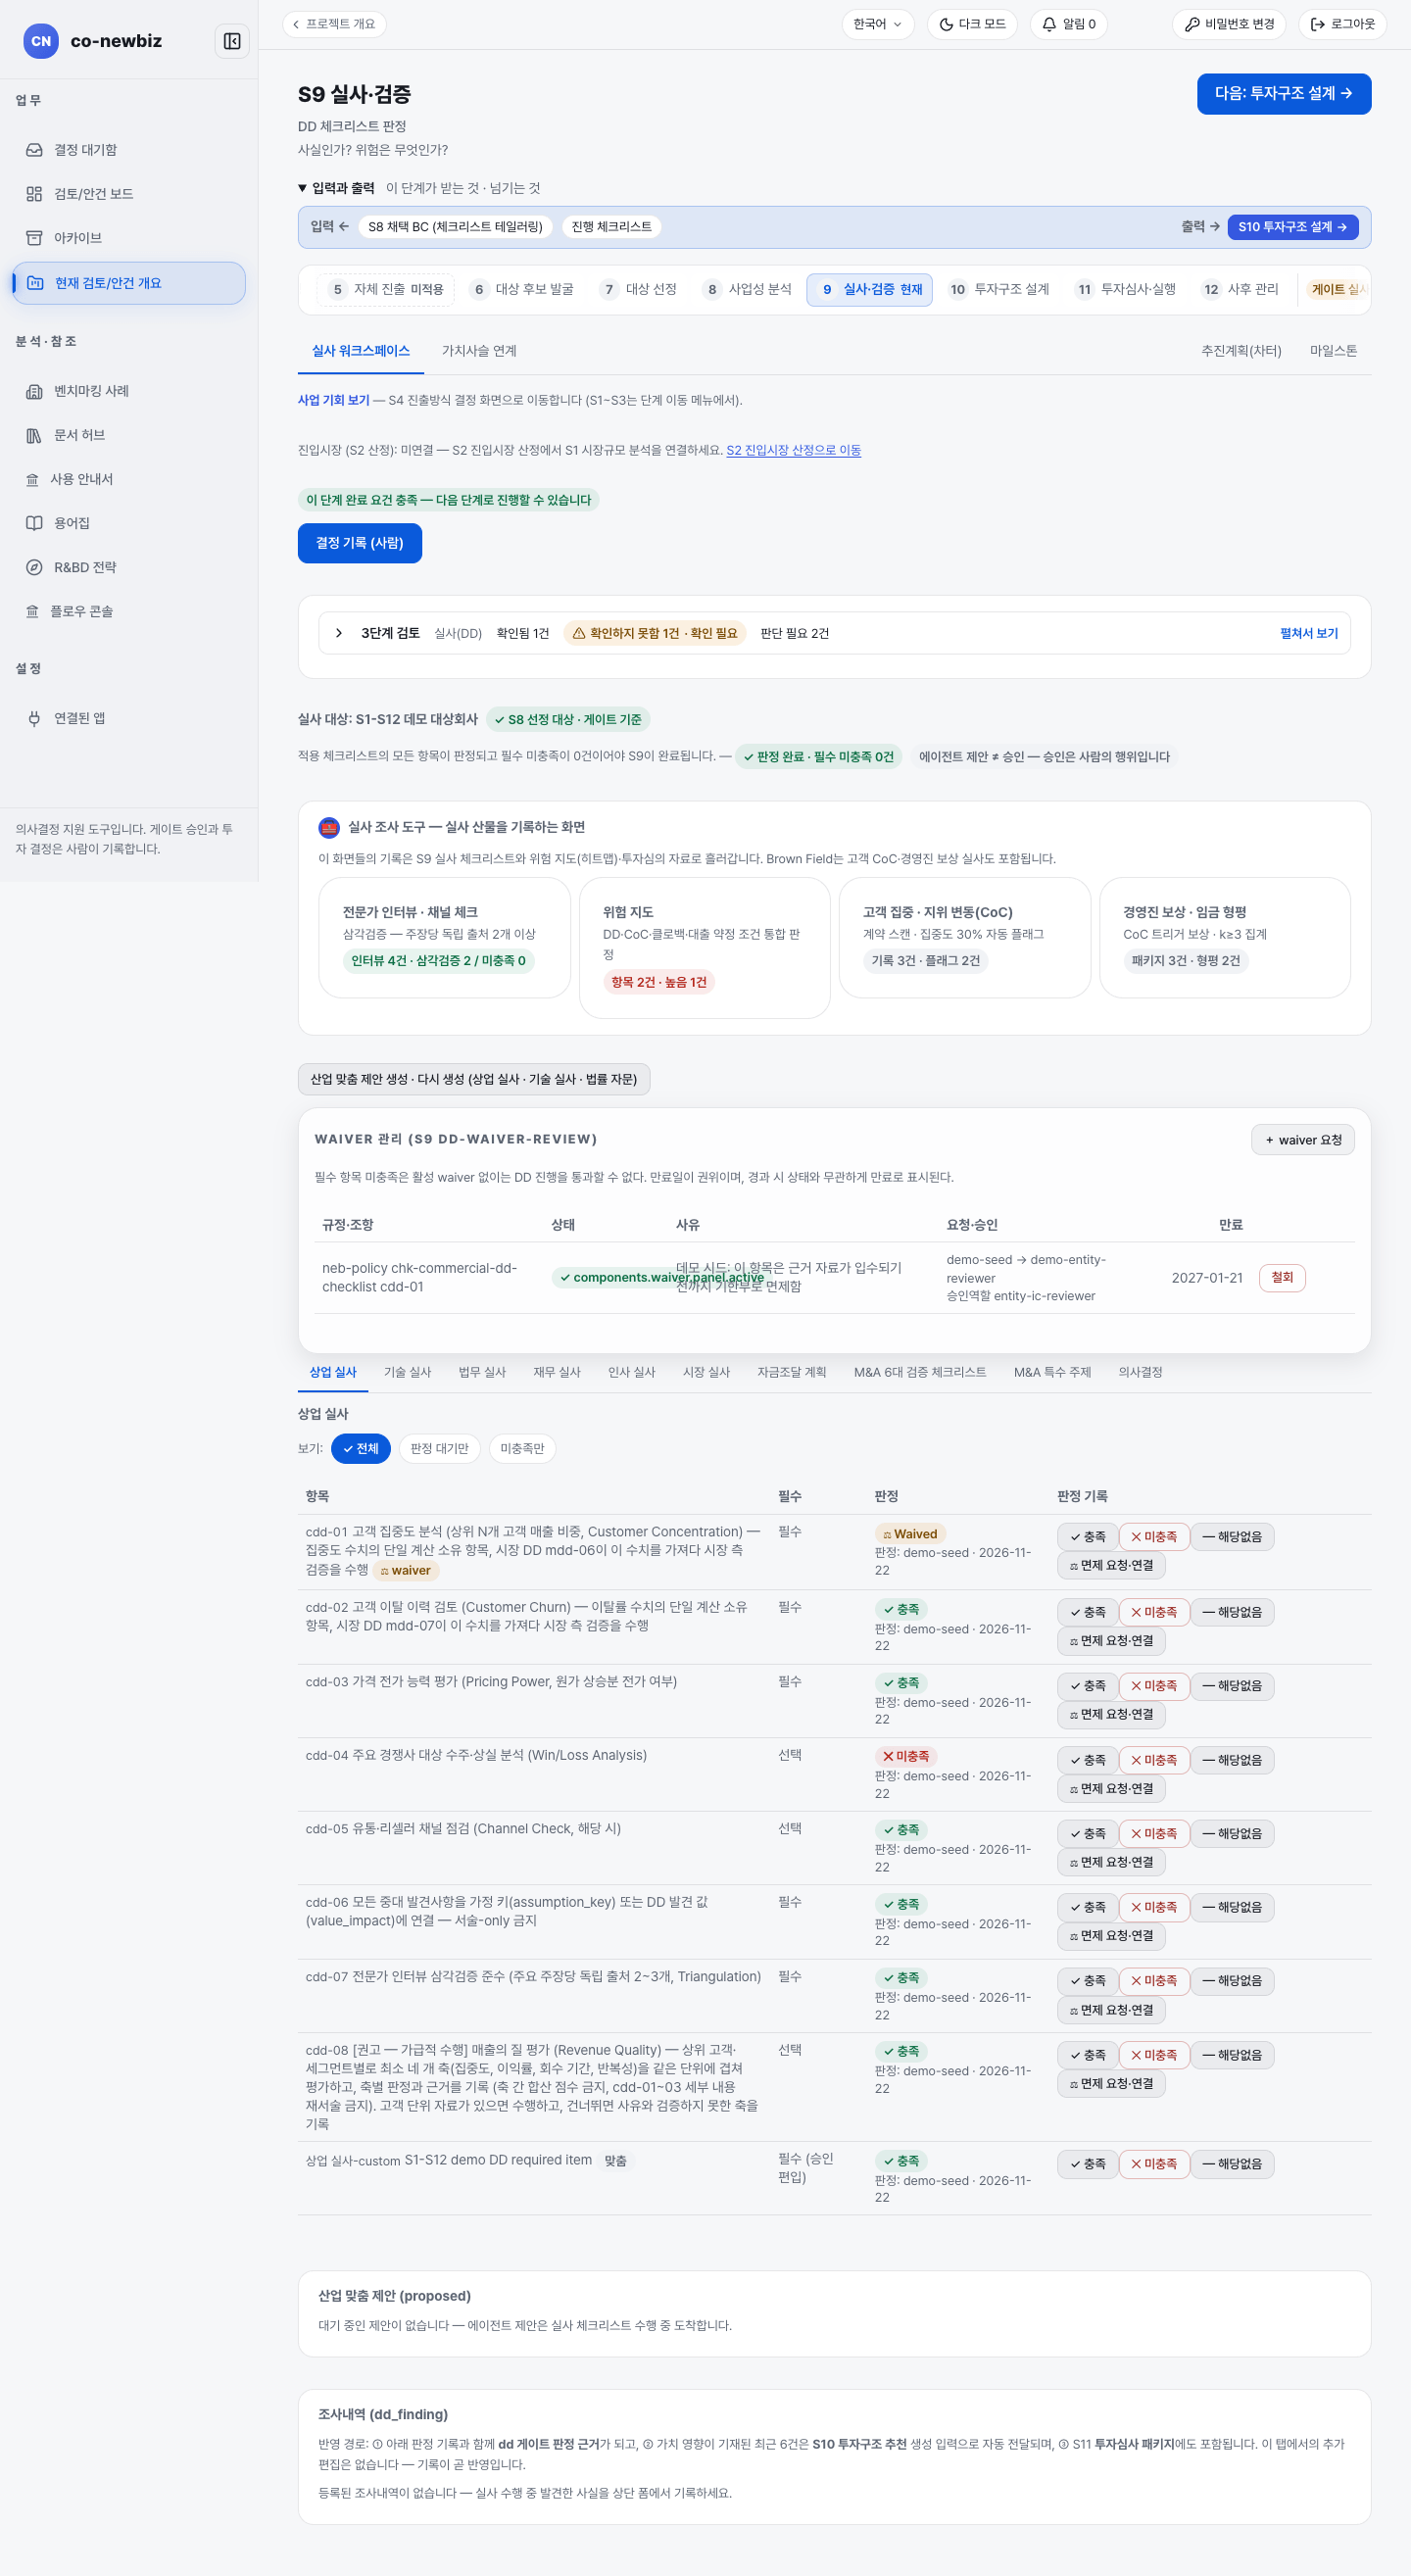 CN co-newbiz
업무
결정 대기함
검토/안건 보드
아카이브
현재 검토/안건 개요
분석·참조
벤치마킹 사례
문서 허브
사용 안내서
용어집
R&BD 전략
플로우 콘솔
설정
연결된 앱
의사결정 지원 도구입니다. 게이트 승인과 투
자 결정은 사람이 기록합니다.
프로젝트 개요 한국어 다크 모드 알림 0 비밀번호 변경 로그아웃
S9 실사·검증
다음: 투자구조 설계 →
DD 체크리스트 판정
사실인가? 위험은 무엇인가?
▼ 입력과 출력 이 단계가 받는 것 · 넘기는 것
입력 ← S8 채택 BC (체크리스트 테일러링) 진행 체크리스트 출력 → S10 투자구조 설계 →
5 자체 진출 미적용 6 대상 후보 발굴 7 대상 선정 8 사업성 분석 9 실사·검증 현재 10 투자구조 설계 11 투자심사·실행 12 사후 관리 게이트 실사
실사 워크스페이스 가치사슬 연계 추진계획(차터) 마일스톤
사업 기회 보기 — S4 진출방식 결정 화면으로 이동합니다 (S1~S3는 단계 이동 메뉴에서).
진입시장 (S2 산정): 미연결 — S2 진입시장 산정에서 S1 시장규모 분석을 연결하세요. S2 진입시장 산정으로 이동
이 단계 완료 요건 충족 — 다음 단계로 진행할 수 있습니다
결정 기록 (사람)
3단계 검토 실사(DD) 확인됨 1건 확인하지 못함 1건 · 확인 필요 판단 필요 2건 펼쳐서 보기
실사 대상: S1-S12 데모 대상회사 ✓ S8 선정 대상 · 게이트 기준
적용 체크리스트의 모든 항목이 판정되고 필수 미충족이 0건이어야 S9이 완료됩니다. — ✓ 판정 완료 · 필수 미충족 0건 에이전트 제안 ≠ 승인 — 승인은 사람의 행위입니다
실사 조사 도구 — 실사 산물을 기록하는 화면
이 화면들의 기록은 S9 실사 체크리스트와 위험 지도(히트맵)·투자심의 자료로 흘러갑니다. Brown Field는 고객 CoC·경영진 보상 실사도 포함됩니다.
전문가 인터뷰 · 채널 체크
삼각검증 — 주장당 독립 출처 2개 이상
인터뷰 4건 · 삼각검증 2 / 미충족 0
위험 지도
DD·CoC·클로백·대출 약정 조건 통합 판
정
항목 2건 · 높음 1건
고객 집중 · 지위 변동(CoC)
계약 스캔 · 집중도 30% 자동 플래그
기록 3건 · 플래그 2건
경영진 보상 · 임금 형평
CoC 트리거 보상 · k≥3 집계
패키지 3건 · 형평 2건
산업 맞춤 제안 생성 · 다시 생성 (상업 실사 · 기술 실사 · 법률 자문)
WAIVER 관리 (S9 DD-WAIVER-REVIEW) + waiver 요청
필수 항목 미충족은 활성 waiver 없이는 DD 진행을 통과할 수 없다. 만료일이 권위이며, 경과 시 상태와 무관하게 만료로 표시된다.
규정·조항 상태 사유 요청·승인 만료
neb-policy chk-commercial-dd-
checklist cdd-01
✓ components.waiver.panel.active
데모 시드: 이 항목은 근거 자료가 입수되기
전까지 기한부로 면제함
demo-seed → demo-entity-
reviewer
승인역할 entity-ic-reviewer
2027-01-21 철회
상업 실사 기술 실사 법무 실사 재무 실사 인사 실사 시장 실사 자금조달 계획 M&A 6대 검증 체크리스트 M&A 특수 주제 의사결정
상업 실사
보기: ✓ 전체 판정 대기만 미충족만
항목 필수 판정 판정 기록
cdd-01 고객 집중도 분석 (상위 N개 고객 매출 비중, Customer Concentration) —
집중도 수치의 단일 계산 소유 항목, 시장 DD mdd-06이 이 수치를 가져다 시장 측
검증을 수행 ⚖ waiver
필수
⚖ Waived
판정: demo-seed · 2026-11-
22
✓ 충족 ✕ 미충족 — 해당없음
⚖ 면제 요청·연결
cdd-02 고객 이탈 이력 검토 (Customer Churn) — 이탈률 수치의 단일 계산 소유
항목, 시장 DD mdd-07이 이 수치를 가져다 시장 측 검증을 수행
필수
✓ 충족
판정: demo-seed · 2026-11-
22
✓ 충족 ✕ 미충족 — 해당없음
⚖ 면제 요청·연결
cdd-03 가격 전가 능력 평가 (Pricing Power, 원가 상승분 전가 여부)
필수
✓ 충족
판정: demo-seed · 2026-11-
22
✓ 충족 ✕ 미충족 — 해당없음
⚖ 면제 요청·연결
cdd-04 주요 경쟁사 대상 수주·상실 분석 (Win/Loss Analysis)
선택
✕ 미충족
판정: demo-seed · 2026-11-
22
✓ 충족 ✕ 미충족 — 해당없음
⚖ 면제 요청·연결
cdd-05 유통·리셀러 채널 점검 (Channel Check, 해당 시)
선택
✓ 충족
판정: demo-seed · 2026-11-
22
✓ 충족 ✕ 미충족 — 해당없음
⚖ 면제 요청·연결
cdd-06 모든 중대 발견사항을 가정 키(assumption_key) 또는 DD 발견 값
(value_impact)에 연결 — 서술-only 금지
필수
✓ 충족
판정: demo-seed · 2026-11-
22
✓ 충족 ✕ 미충족 — 해당없음
⚖ 면제 요청·연결
cdd-07 전문가 인터뷰 삼각검증 준수 (주요 주장당 독립 출처 2~3개, Triangulation)
필수
✓ 충족
판정: demo-seed · 2026-11-
22
✓ 충족 ✕ 미충족 — 해당없음
⚖ 면제 요청·연결
cdd-08 [권고 — 가급적 수행] 매출의 질 평가 (Revenue Quality) — 상위 고객·
세그먼트별로 최소 네 개 축(집중도, 이익률, 회수 기간, 반복성)을 같은 단위에 겹쳐
평가하고, 축별 판정과 근거를 기록 (축 간 합산 점수 금지, cdd-01~03 세부 내용
재서술 금지). 고객 단위 자료가 있으면 수행하고, 건너뛰면 사유와 검증하지 못한 축을
기록
선택
✓ 충족
판정: demo-seed · 2026-11-
22
✓ 충족 ✕ 미충족 — 해당없음
⚖ 면제 요청·연결
상업 실사-custom S1-S12 demo DD required item 맞춤
필수 (승인
편입)
✓ 충족
판정: demo-seed · 2026-11-
22
✓ 충족 ✕ 미충족 — 해당없음
산업 맞춤 제안 (proposed)
대기 중인 제안이 없습니다 — 에이전트 제안은 실사 체크리스트 수행 중 도착합니다.
조사내역 (dd_finding)
반영 경로: ① 아래 판정 기록과 함께 dd 게이트 판정 근거가 되고, ② 가치 영향이 기재된 최근 6건은 S10 투자구조 추천 생성 입력으로 자동 전달되며, ③ S11 투자심사 패키지에도 포함됩니다. 이 탭에서의 추가
편집은 없습니다 — 기록이 곧 반영입니다.
등록된 조사내역이 없습니다 — 실사 수행 중 발견한 사실을 상단 폼에서 기록하세요.